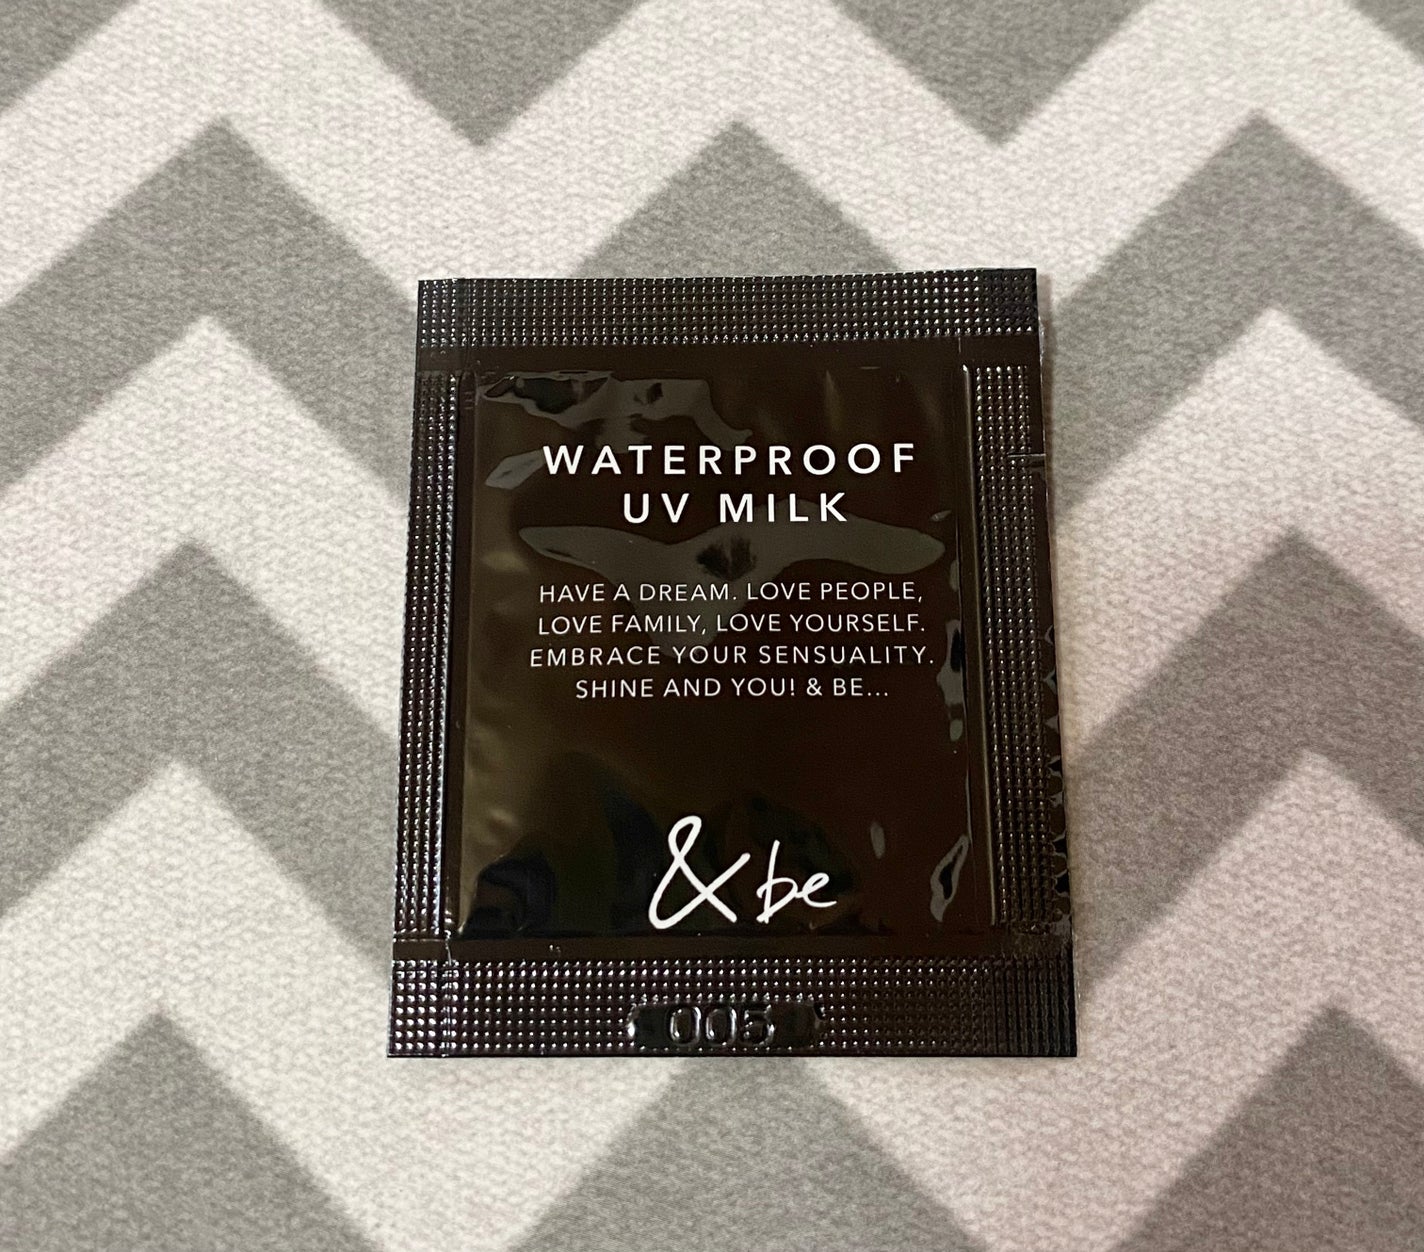 WATERPROOF
UV MILK
HAVE A DREAM. LOVE PEOPLE,
LOVE FAMILY, LOVE YOURSELF.
EMBRACE YOUR SENSUALITY.
SHINE AND YOU! & BE...
& be
005